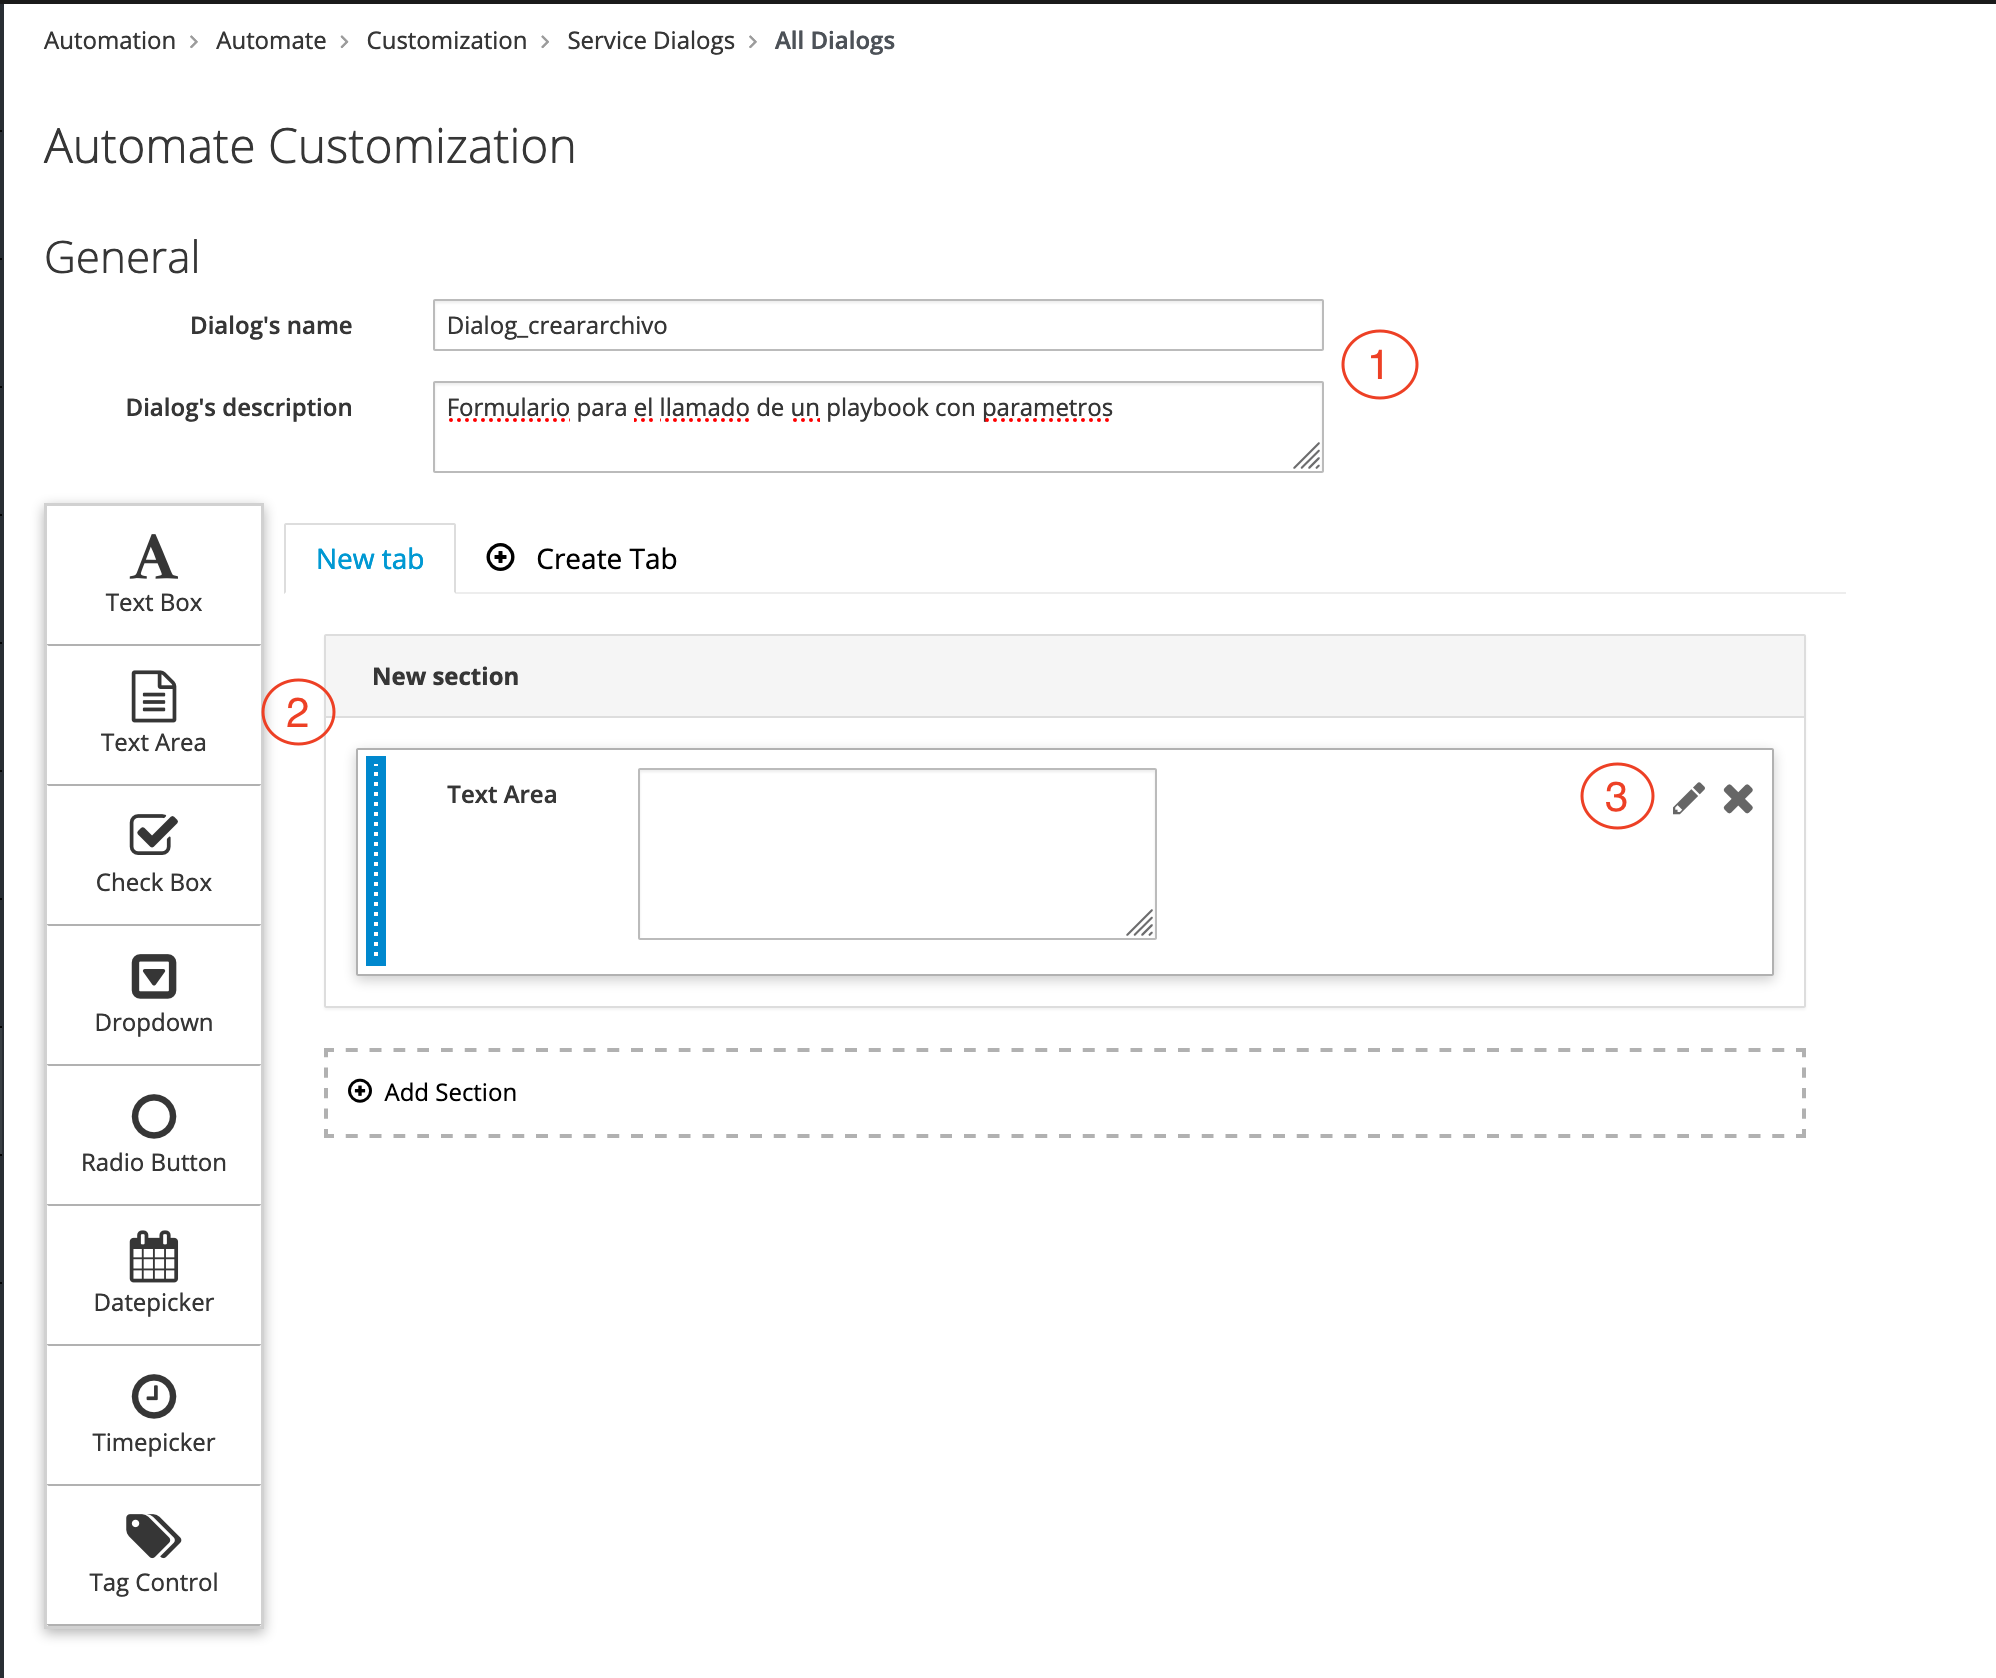 Automation > Automate > Customization > Service Dialogs > All Dialogs
Automate Customization
General
Dialog's name
Dialog_creararchivo
1
Dialog's description
Formulario para el llamado de un playbook con parametros
New tab
Create Tab
Text Box
New section
2
Text Area
Text Area
3
Check Box
Dropdown
Add Section
Radio Button
Datepicker
Timepicker
Tag Control